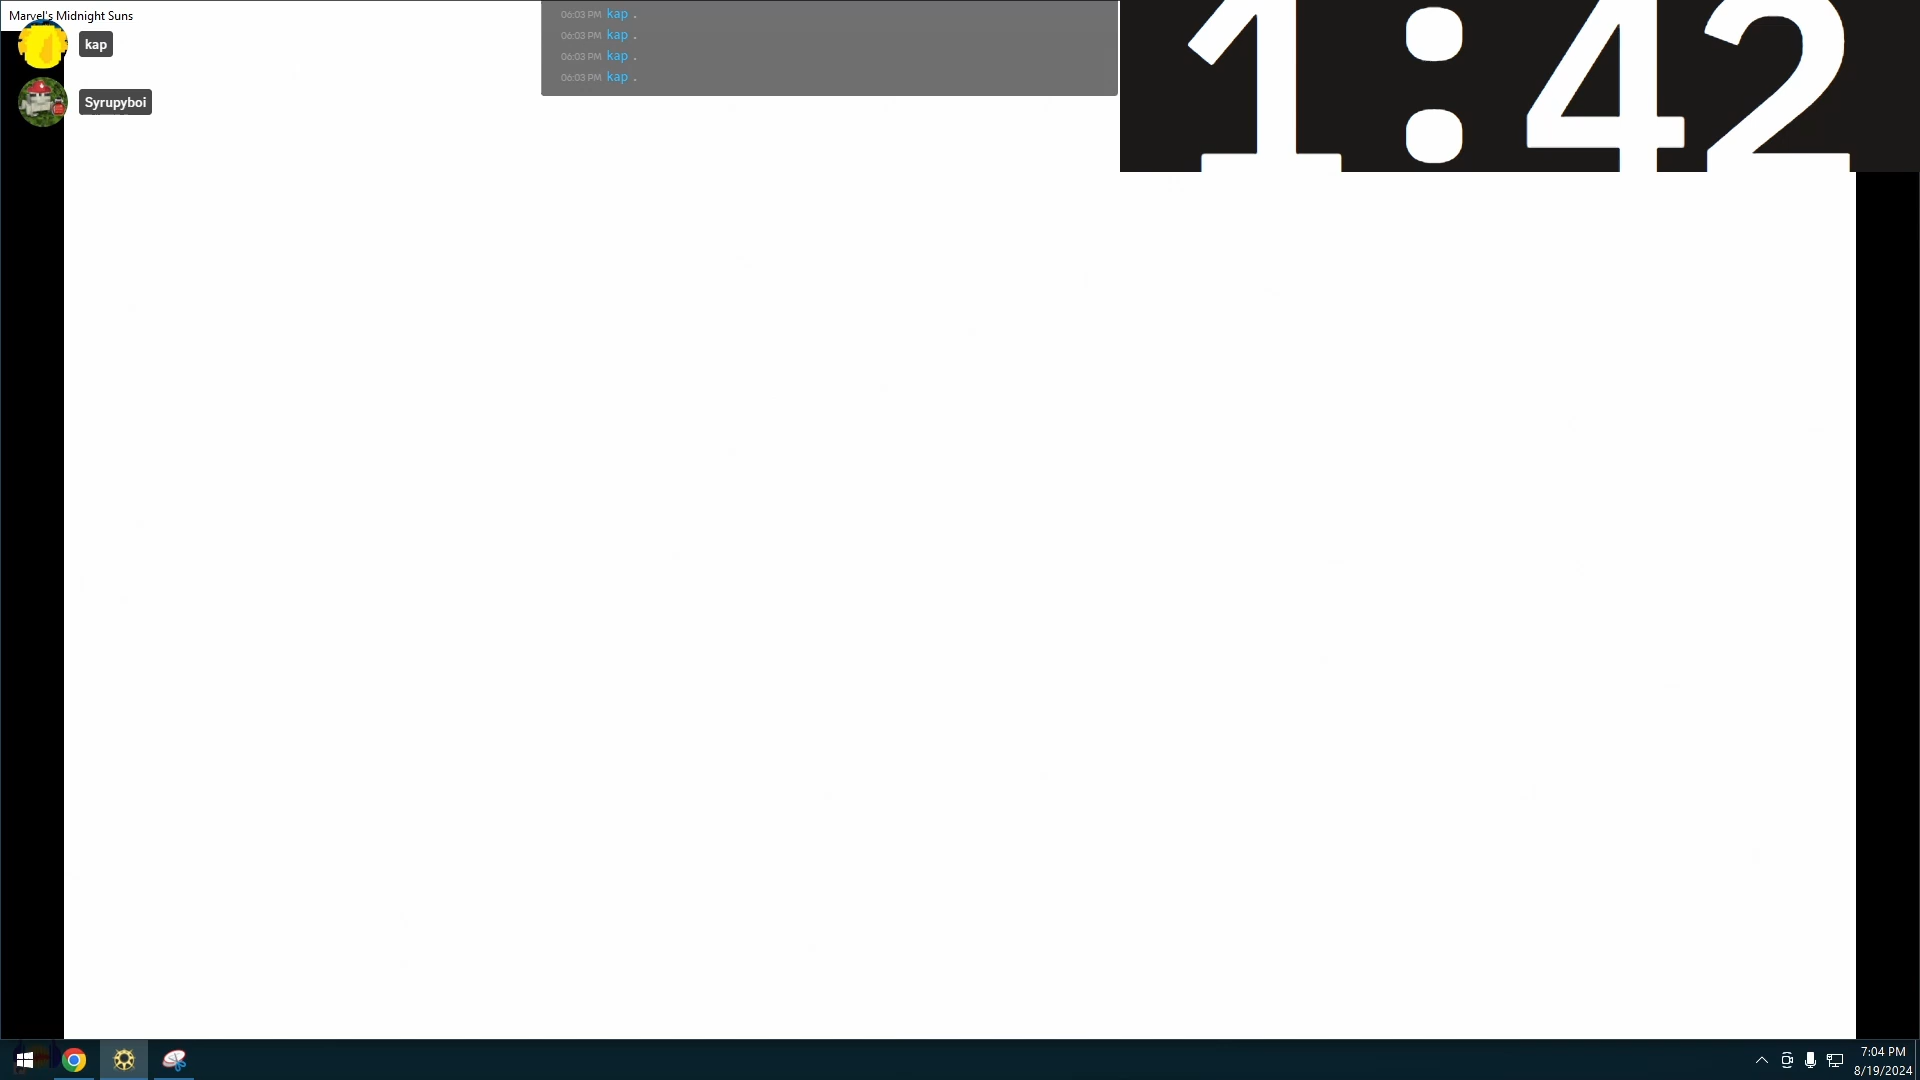 Marvel's Midnight Suns
kap
Syrupyboi
06:03 PM kap .
06:03 PM kap .
06:03 PM kap .
06:03 PM kap .
1:42
7:04 PM
8/19/2024